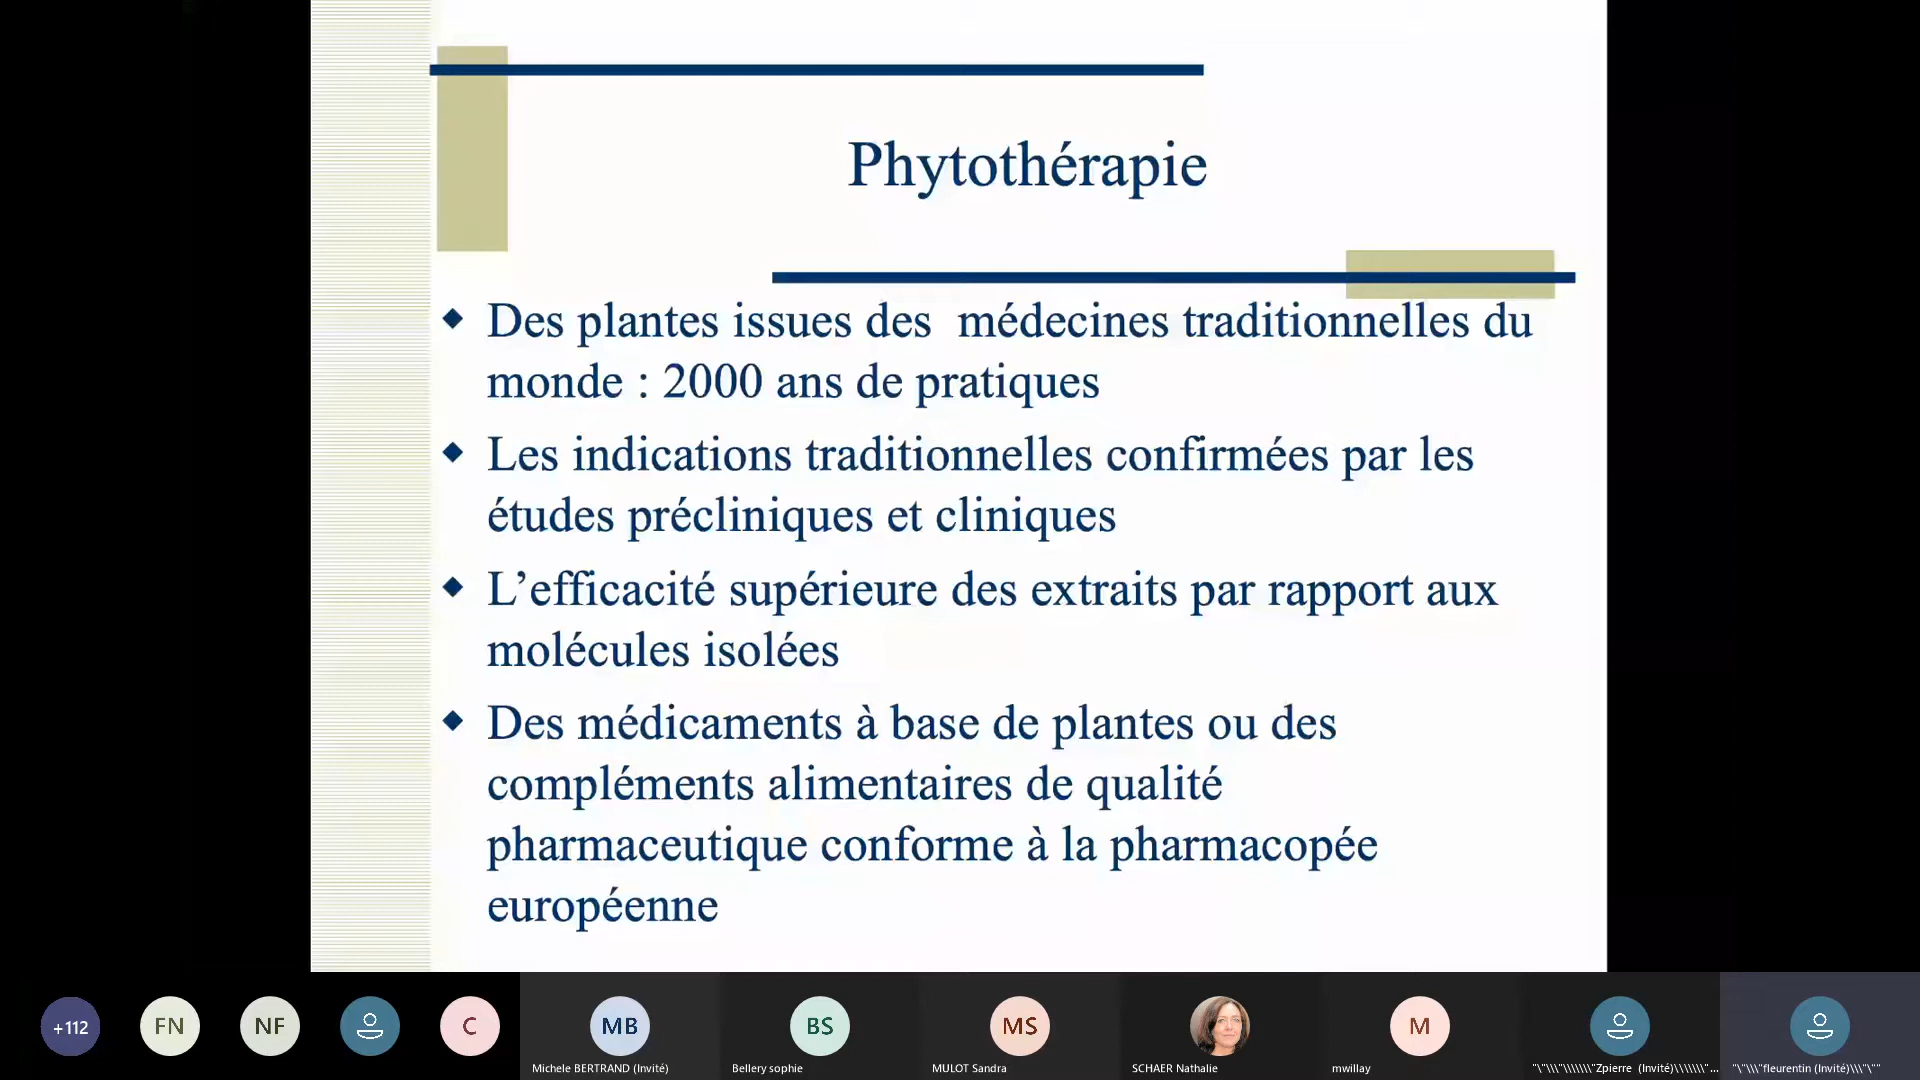 Phytothérapie
Des plantes issues des médecines traditionnelles du
monde : 2000 ans de pratiques
Les indications traditionnelles confirmées par les
études précliniques et cliniques
L’efficacité supérieure des extraits par rapport aux
molécules isolées
Des médicaments à base de plantes ou des
compléments alimentaires de qualité
pharmaceutique conforme à la pharmacopée
européenne
+112
FN
NF
C
MB
BS
MS
M
Michele BERTRAND (Invité)
Bellery sophie
MULOT Sandra
SCHAER Nathalie
mwillay
"\"\\\"\\\\\\\"Zpierre (Invité)\\\\\\\"...
"\"\\\"fleurentin (Invité)\\\"\""